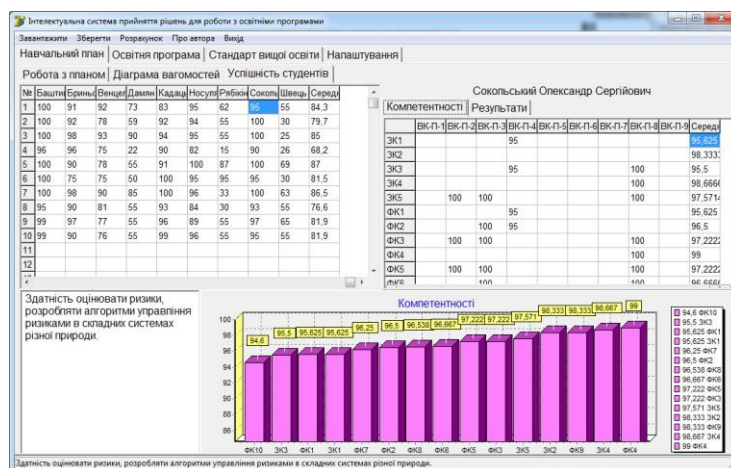 Інтелектуальна система прийняття рішень для роботи з освітніми програмами
Завантажити Експорт Розрахунок Про автора Вихід
Навчальний план Освітня програма Стандарт вищої освіти Налаштування
Робота з планом Діаграма вагомостей Успішність студентів
№ Башти Бриньо Венцел Дамян Кадац Носуля Рябікін Соколь Швець Середн
1 100 91 92 73 83 95 62 95 55 84,3
2 100 92 78 59 92 94 55 100 30 79,7
3 100 98 93 90 94 95 55 100 25 85
4 96 96 75 22 90 82 15 90 26 68,2
5 100 90 78 55 91 100 87 100 69 87
6 100 75 75 50 100 95 95 95 30 81,5
7 100 98 90 85 100 96 33 100 63 86,5
8 95 90 81 55 93 84 30 93 55 76,6
9 99 97 77 55 96 89 55 97 65 81,9
10 99 90 76 55 99 96 55 95 55 81,9
11
12
Сокольський Олександр Сергійович
Компетентності Результати
ВК-П-1 ВК-П-2 ВК-П-3 ВК-П-4 ВК-П-5 ВК-П-6 ВК-П-7 ВК-П-8 ВК-П-9 Середн
ЗК1 95 95,625
ЗК2 98,333
ЗК3 95 100 95,5
ЗК4 100 98,666
ЗК5 100 100 100 97,5714
ФК1 95 95,625
ФК2 100 95 96,5
ФК3 100 100 100 97,2222
ФК4 100 99
ФК5 100 100 100 97,2222
ФК6 100 96,6666
Здатність оцінювати ризики,
розробляти алгоритми управління
ризиками в складних системах
різної природи.
Компетентності
100
98
96
94
92
90
88
86
94,6 95,5 95,625 95,625 96,25 96,5 96,538 96,667 97,222 97,222 97,571 98,333 98,333 98,667 99
ФК10 ЗК3 ФК1 ЗК1 ФК7 ФК2 ФК8 ФК6 ФК5 ФК3 ЗК5 ЗК2 ФК9 ЗК4 ФК4
94,6 ФК10
95,5 ЗК3
95,625 ФК1
95,625 ЗК1
96,25 ФК7
96,5 ФК2
96,538 ФК8
96,667 ФК6
97,222 ФК5
97,222 ФК3
97,571 ЗК5
98,333 ЗК2
98,333 ФК9
98,667 ЗК4
99 ФК4
Здатність оцінювати ризики, розробляти алгоритми управління ризиками в складних системах різної природи.